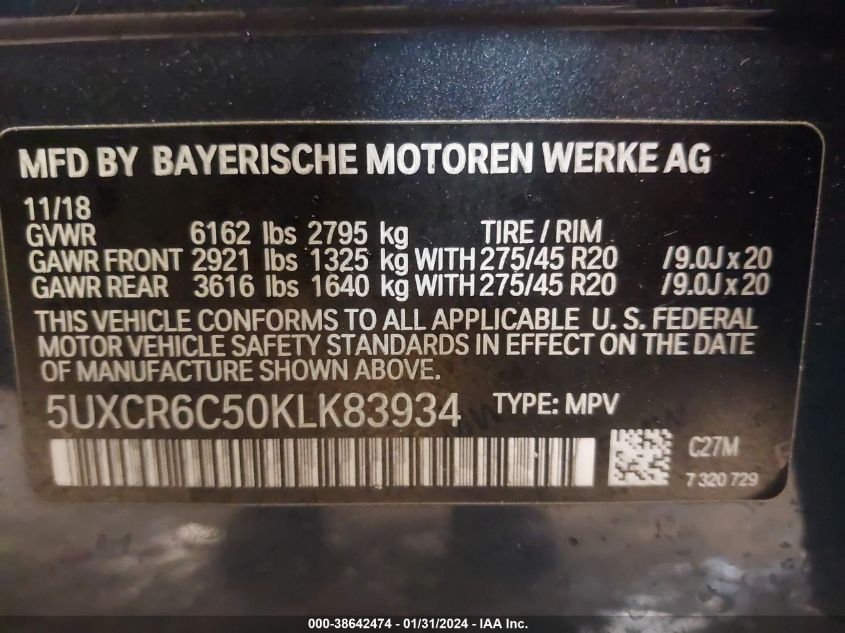 MFD BY BAYERISCHE MOTOREN WERKE AG
11/18
GVWR 6162 lbs 2795 kg TIRE / RIM
GAWR FRONT 2921 lbs 1325 kg WITH 275/45 R20 /9.0J x 20
GAWR REAR 3616 lbs 1640 kg WITH 275/45 R20 /9.0J x 20
THIS VEHICLE CONFORMS TO ALL APPLICABLE U. S. FEDERAL
MOTOR VEHICLE SAFETY STANDARDS IN EFFECT ON THE DATE
OF MANUFACTURE SHOWN ABOVE.
5UXCR6C50KLK83934 TYPE: MPV
C27M
7 320 729
000-38642474 - 01/31/2024 - IAA Inc.